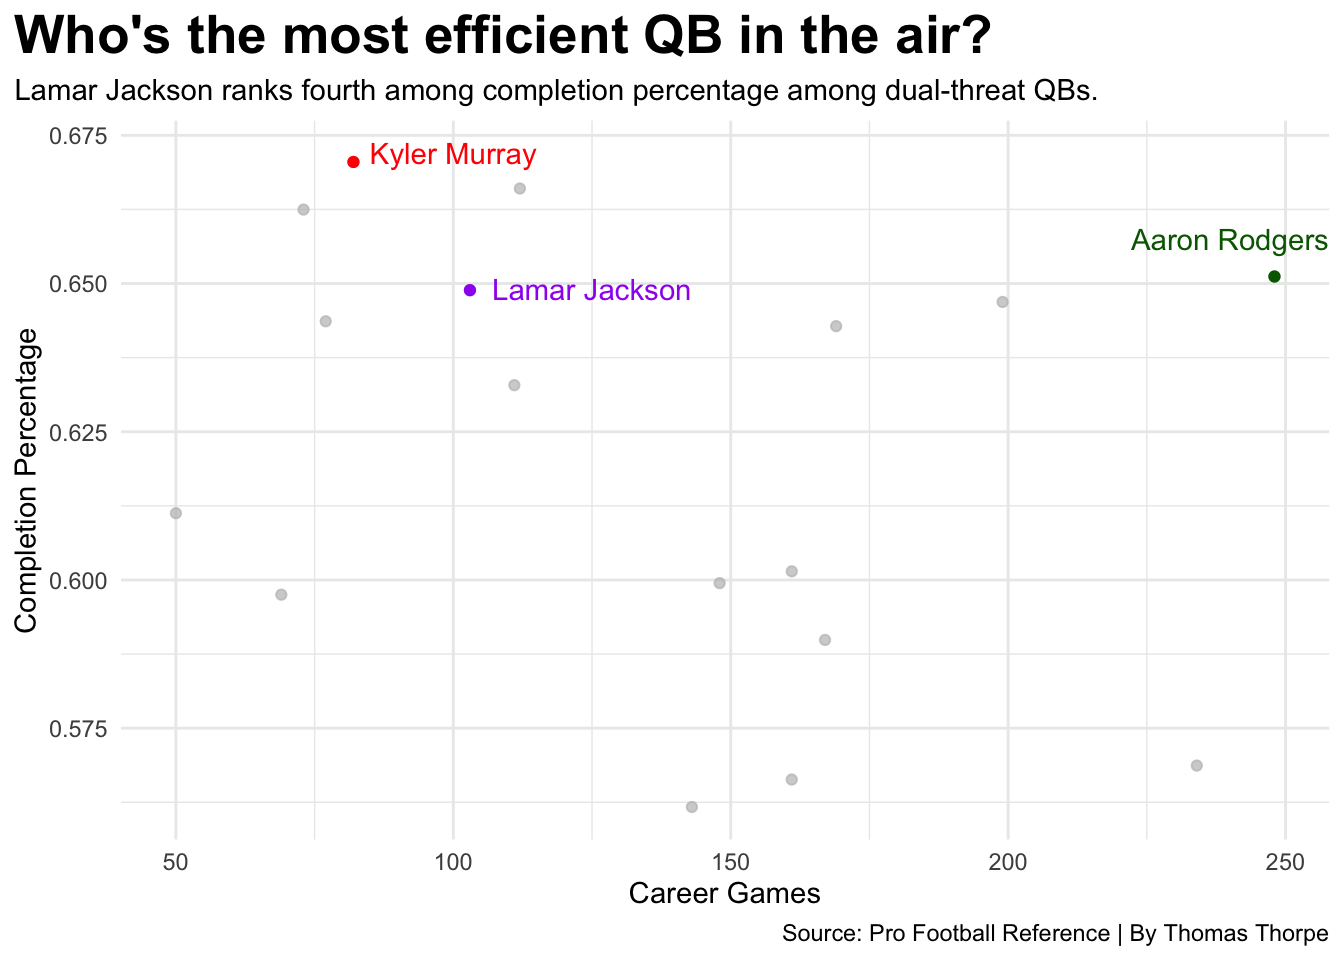 Who's the most efficient QB in the air?
Lamar Jackson ranks fourth among completion percentage among dual-threat QBs.
0.675
Kyler Murray
Aaron Rodgers
0.650
Lamar Jackson
0.625
0.600
0.575
Completion Percentage
50
100
150
200
250
Career Games
Source: Pro Football Reference | By Thomas Thorpe